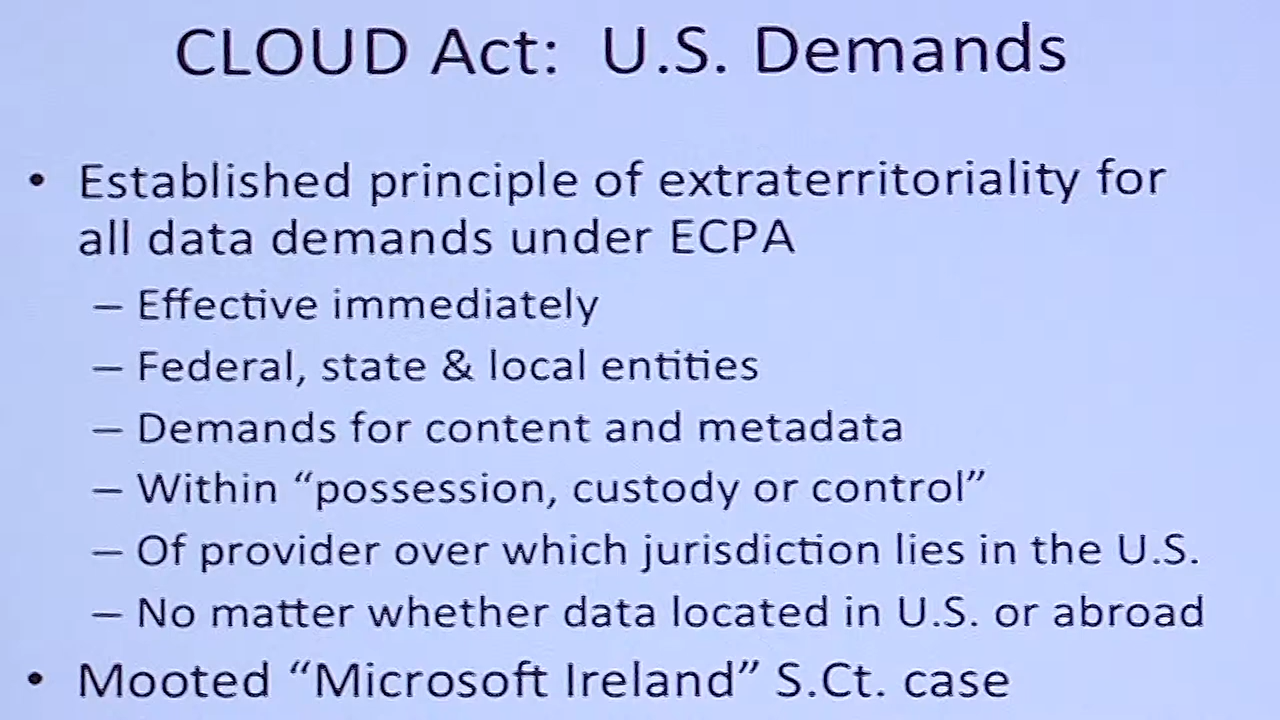 CLOUD Act: U.S. Demands
• Established principle of extraterritoriality for
all data demands under ECPA
– Effective immediately
– Federal, state & local entities
– Demands for content and metadata
– Within “possession, custody or control”
– Of provider over which jurisdiction lies in the U.S.
– No matter whether data located in U.S. or abroad
• Mooted “Microsoft Ireland” S.Ct. case